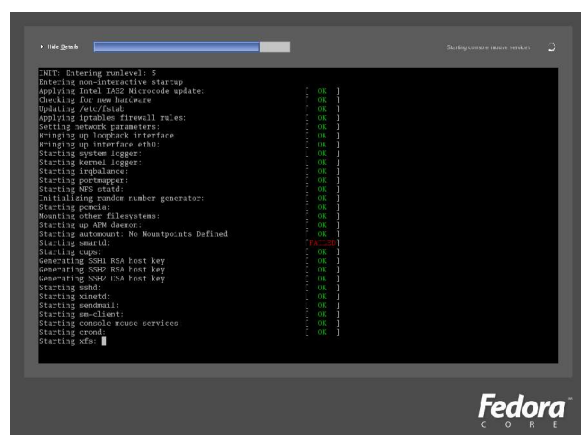 Hide Details
Starting console mouse services
INIT: Entering runlevel: 5
Entering non-interactive startup
Applying Intel IA32 Microcode update: [ OK ]
Checking for new hardware [ OK ]
Updating /etc/fstab [ OK ]
Applying iptables firewall rules: [ OK ]
Setting network parameters: [ OK ]
Bringing up loopback interface [ OK ]
Bringing up interface eth0: [ OK ]
Starting system logger: [ OK ]
Starting kernel logger: [ OK ]
Starting irqbalance: [ OK ]
Starting portmapper: [ OK ]
Starting NFS statd: [ OK ]
Initializing random number generator: [ OK ]
Starting pcmcia: [ OK ]
Mounting other filesystems: [ OK ]
Starting up APM daemon: [ OK ]
Starting automount: No Mountpoints Defined [ OK ]
Starting smartd: [FAILED]
Starting cups: [ OK ]
Generating SSH1 RSA host key [ OK ]
Generating SSH2 RSA host key [ OK ]
Generating SSH2 DSA host key [ OK ]
Starting sshd: [ OK ]
Starting xinetd: [ OK ]
Starting sendmail: [ OK ]
Starting sm-client: [ OK ]
Starting console mouse services [ OK ]
Starting crond: [ OK ]
Starting xfs:
Fedora™
CORE